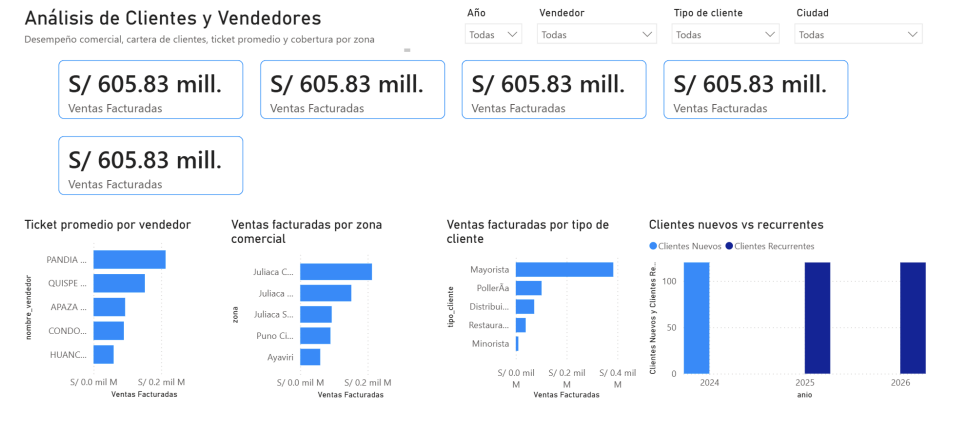 Análisis de Clientes y Vendedores
Desempeño comercial, cartera de clientes, ticket promedio y cobertura por zona
Año
Todas
Vendedor
Todas
Tipo de cliente
Todas
Ciudad
Todas
S/ 605.83 mill.
Ventas Facturadas
S/ 605.83 mill.
Ventas Facturadas
S/ 605.83 mill.
Ventas Facturadas
S/ 605.83 mill.
Ventas Facturadas
S/ 605.83 mill.
Ventas Facturadas
Ticket promedio por vendedor
nombre_vendedor
PANDIA ...
QUISPE ...
APAZA ...
CONDO...
HUANC...
S/ 0.0 mil M
S/ 0.2 mil M
Ventas Facturadas
Ventas facturadas por zona
comercial
zona
Juliaca C...
Juliaca ...
Juliaca S...
Puno Ci...
Ayaviri
S/ 0.0 mil M
S/ 0.2 mil M
Ventas Facturadas
Ventas facturadas por tipo de
cliente
tipo_cliente
Mayorista
PollerÃa
Distribui...
Restaura...
Minorista
S/ 0.0 mil
M
S/ 0.2 mil
M
S/ 0.4 mil
M
Ventas Facturadas
Clientes nuevos vs recurrentes
Clientes Nuevos
Clientes Recurrentes
Clientes Nuevos y Clientes Re...
100
50
0
2024
2025
2026
anio